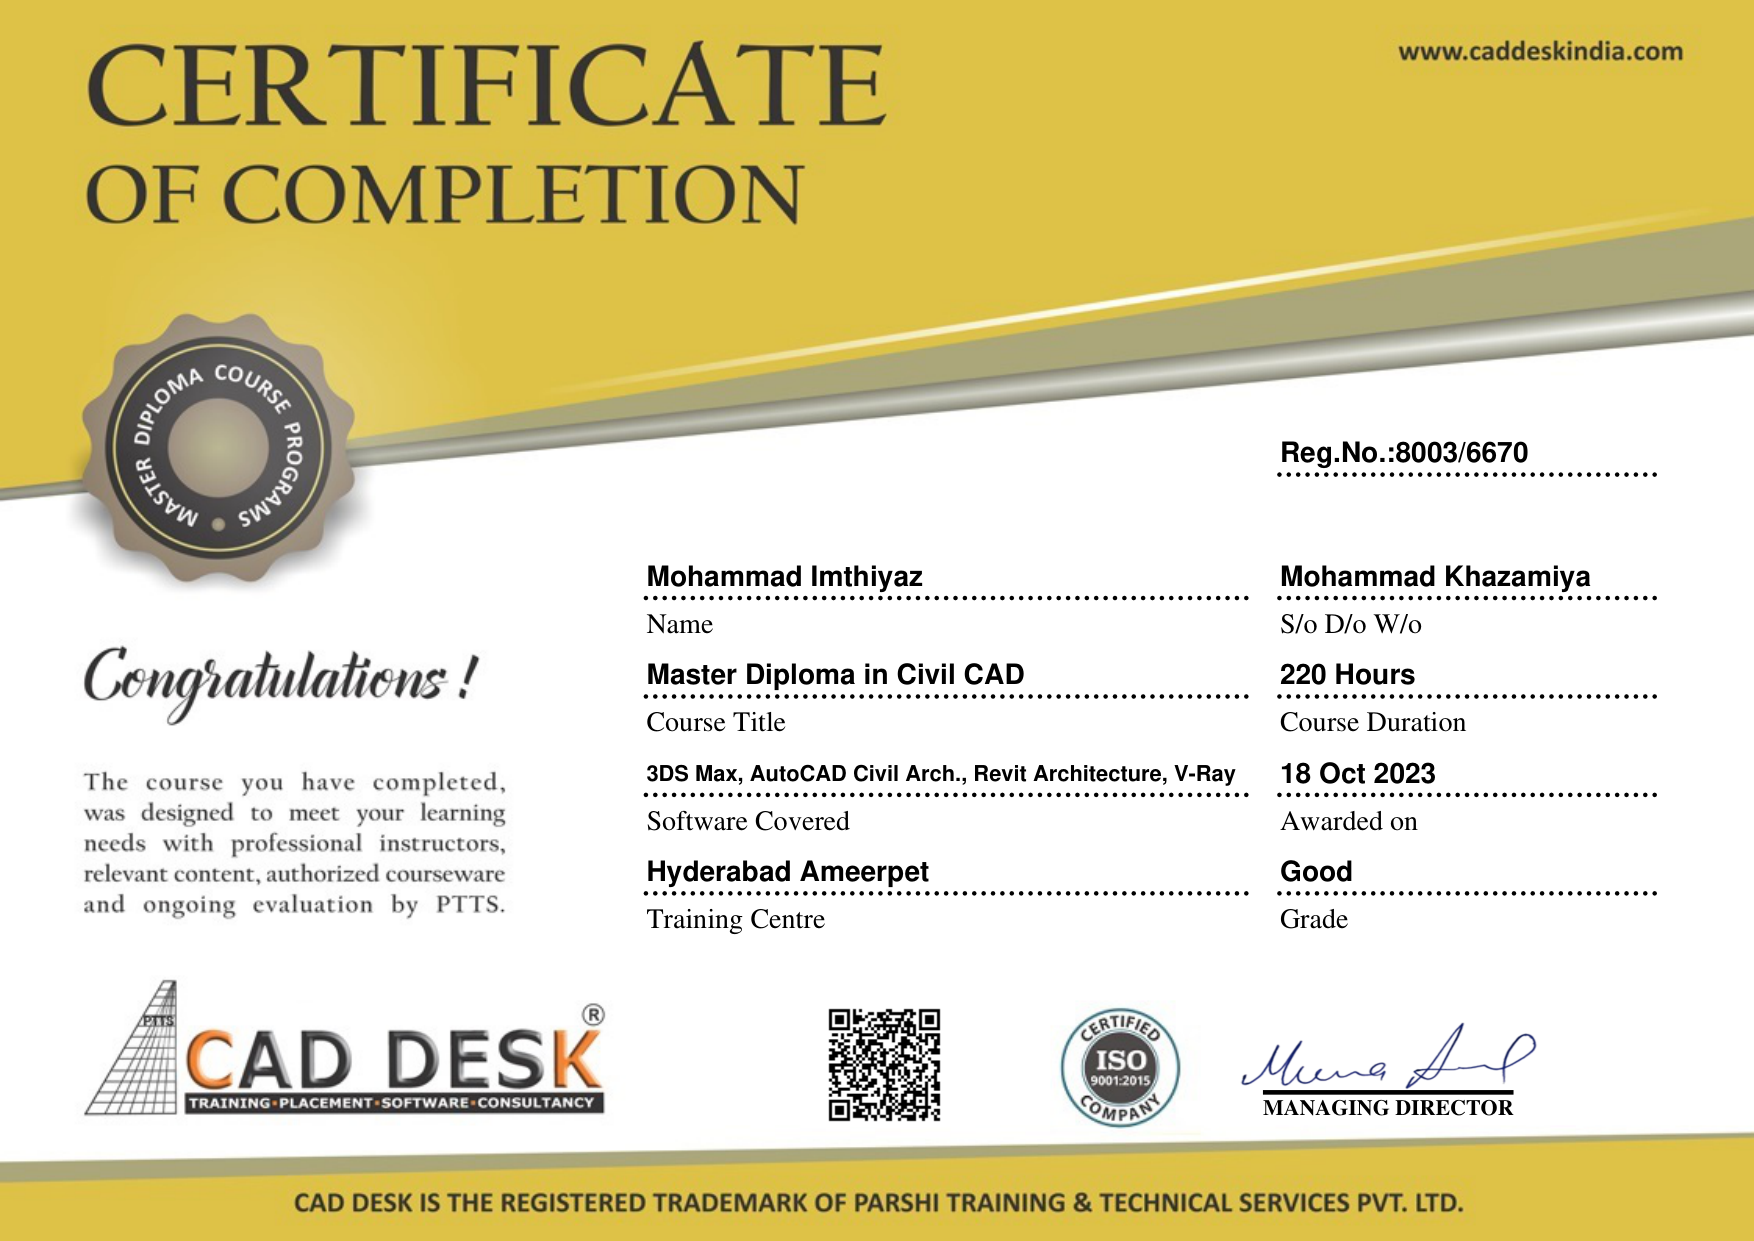 CERTIFICATE
OF COMPLETION
www.caddeskindia.com
MASTER DIPLOMA COURSE PROGRAMS
Reg.No.:8003/6670
Mohammad Imthiyaz
Mohammad Khazamiya
Name
S/o D/o W/o
Congratulations !
Master Diploma in Civil CAD
220 Hours
Course Title
Course Duration
The course you have completed,
was designed to meet your learning
needs with professional instructors,
relevant content, authorized courseware
and ongoing evaluation by PTTS.
3DS Max, AutoCAD Civil Arch., Revit Architecture, V-Ray
18 Oct 2023
Software Covered
Awarded on
Hyderabad Ameerpet
Good
Training Centre
Grade
PTTS
CAD DESK ®
TRAINING•PLACEMENT•SOFTWARE•CONSULTANCY
CERTIFIED
ISO
9001:2015
COMPANY
MANAGING DIRECTOR
CAD DESK IS THE REGISTERED TRADEMARK OF PARSHI TRAINING & TECHNICAL SERVICES PVT. LTD.